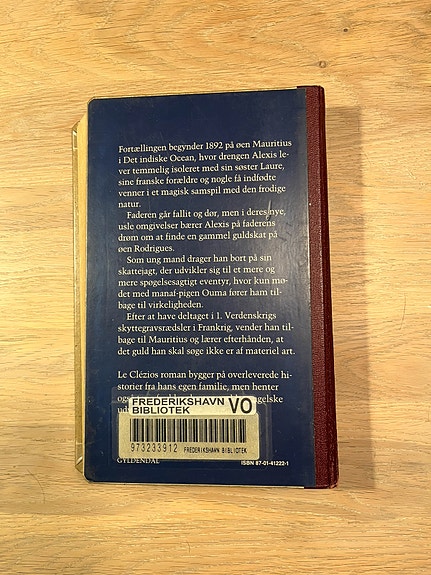 Fortællingen begynder 1892 på øen Mauritius
i Det indiske Ocean, hvor drengen Alexis le-
ver temmelig isoleret med sin søster Laure,
sine franske forældre og nogle få indfødte
venner i et magisk samspil med den frodige
natur.
Faderen går fallit og dør, men i deres nye,
usle omgivelser bærer Alexis på faderens
drøm om at finde en gammel guldskat på
øen Rodrigues.
Som ung mand drager han bort på sin
skattejagt, der udvikler sig til et mere og
mere spøgelsesagtigt eventyr, hvor kun mø-
det med manaf-pigen Ouma fører ham til-
bage til virkeligheden.
Efter at have deltaget i 1. Verdenskrigs
skyttegravsrædsler i Frankrig, vender han til-
bage til Mauritius og lærer efterhånden, at
det guld han skal søge ikke er af materiel art.
Le Clézios roman bygger på overleverede hi-
storier fra hans egen familie, men henter
FREDERIKSHAVN
BIBLIOTEK VO
973233912 FREDERIKSHAVN BIBLIOTEK
GYLDENDAL
ISBN 87-01-41222-1